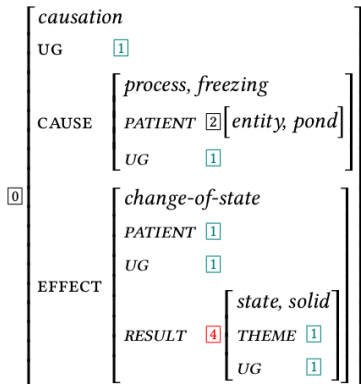 causation
UG 1
process, freezing
CAUSE PATIENT 2 entity, pond
UG 1
0
change-of-state
PATIENT 1
UG 1
EFFECT
state, solid
RESULT 4 THEME 1
UG 1